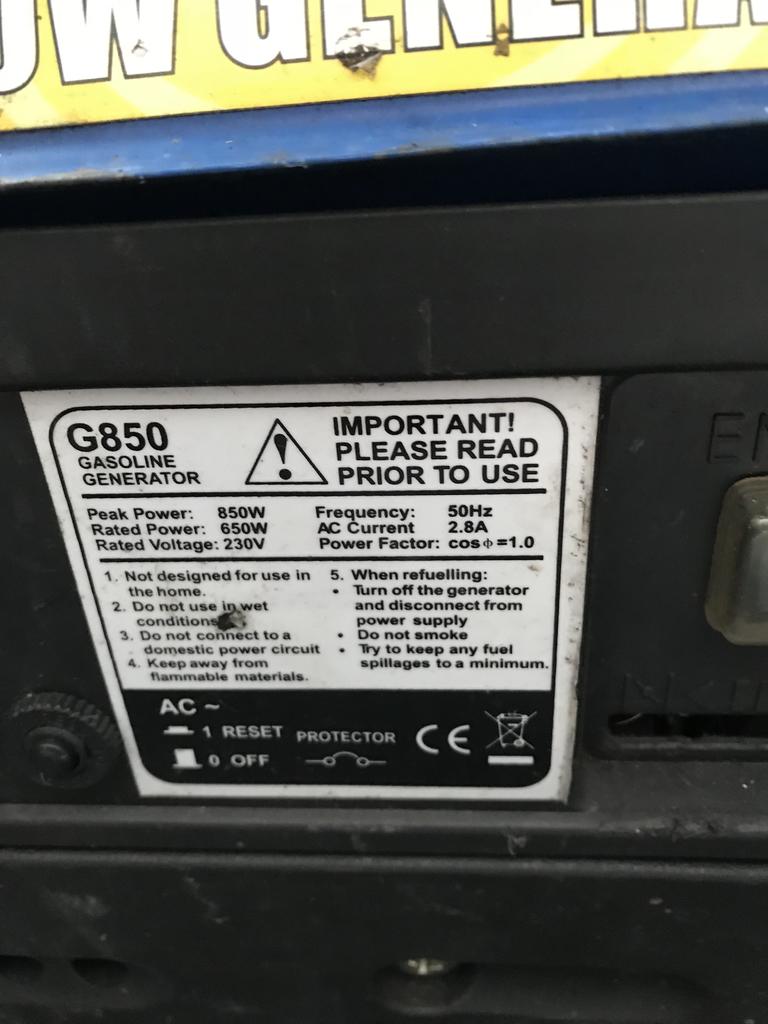 G850
GASOLINE
GENERATOR
IMPORTANT!
PLEASE READ
PRIOR TO USE
Peak Power: 850W
Rated Power: 650W
Rated Voltage: 230V
Frequency: 50Hz
AC Current 2.8A
Power Factor: cosΦ=1.0
1. Not designed for use in
the home.
2. Do not use in wet
conditions
3. Do not connect to a
domestic power circuit
4. Keep away from
flammable materials.
5. When refuelling:
• Turn off the generator
and disconnect from
power supply
• Do not smoke
• Try to keep any fuel
spillages to a minimum.
AC ~
1 RESET
0 OFF
PROTECTOR
CE